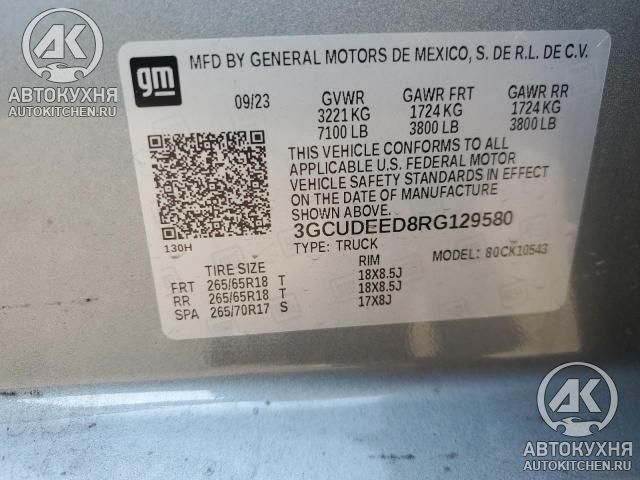 AK
АВТОКУХНЯ
AUTOKITCHEN.RU
gm
MFD BY GENERAL MOTORS DE MEXICO, S. DE R.L. DE C.V.
09/23 GVWR GAWR FRT GAWR RR
3221 KG 1724 KG 1724 KG
7100 LB 3800 LB 3800 LB
THIS VEHICLE CONFORMS TO ALL
APPLICABLE U.S. FEDERAL MOTOR
VEHICLE SAFETY STANDARDS IN EFFECT
ON THE DATE OF MANUFACTURE
SHOWN ABOVE.
130H 3GCUDEED8RG129580
TYPE: TRUCK MODEL: 80CK10543
TIRE SIZE RIM
FRT 265/65R18 T 18X8.5J
RR 265/65R18 T 18X8.5J
SPA 265/70R17 S 17X8J
AK
АВТОКУХНЯ
AUTOKITCHEN.RU